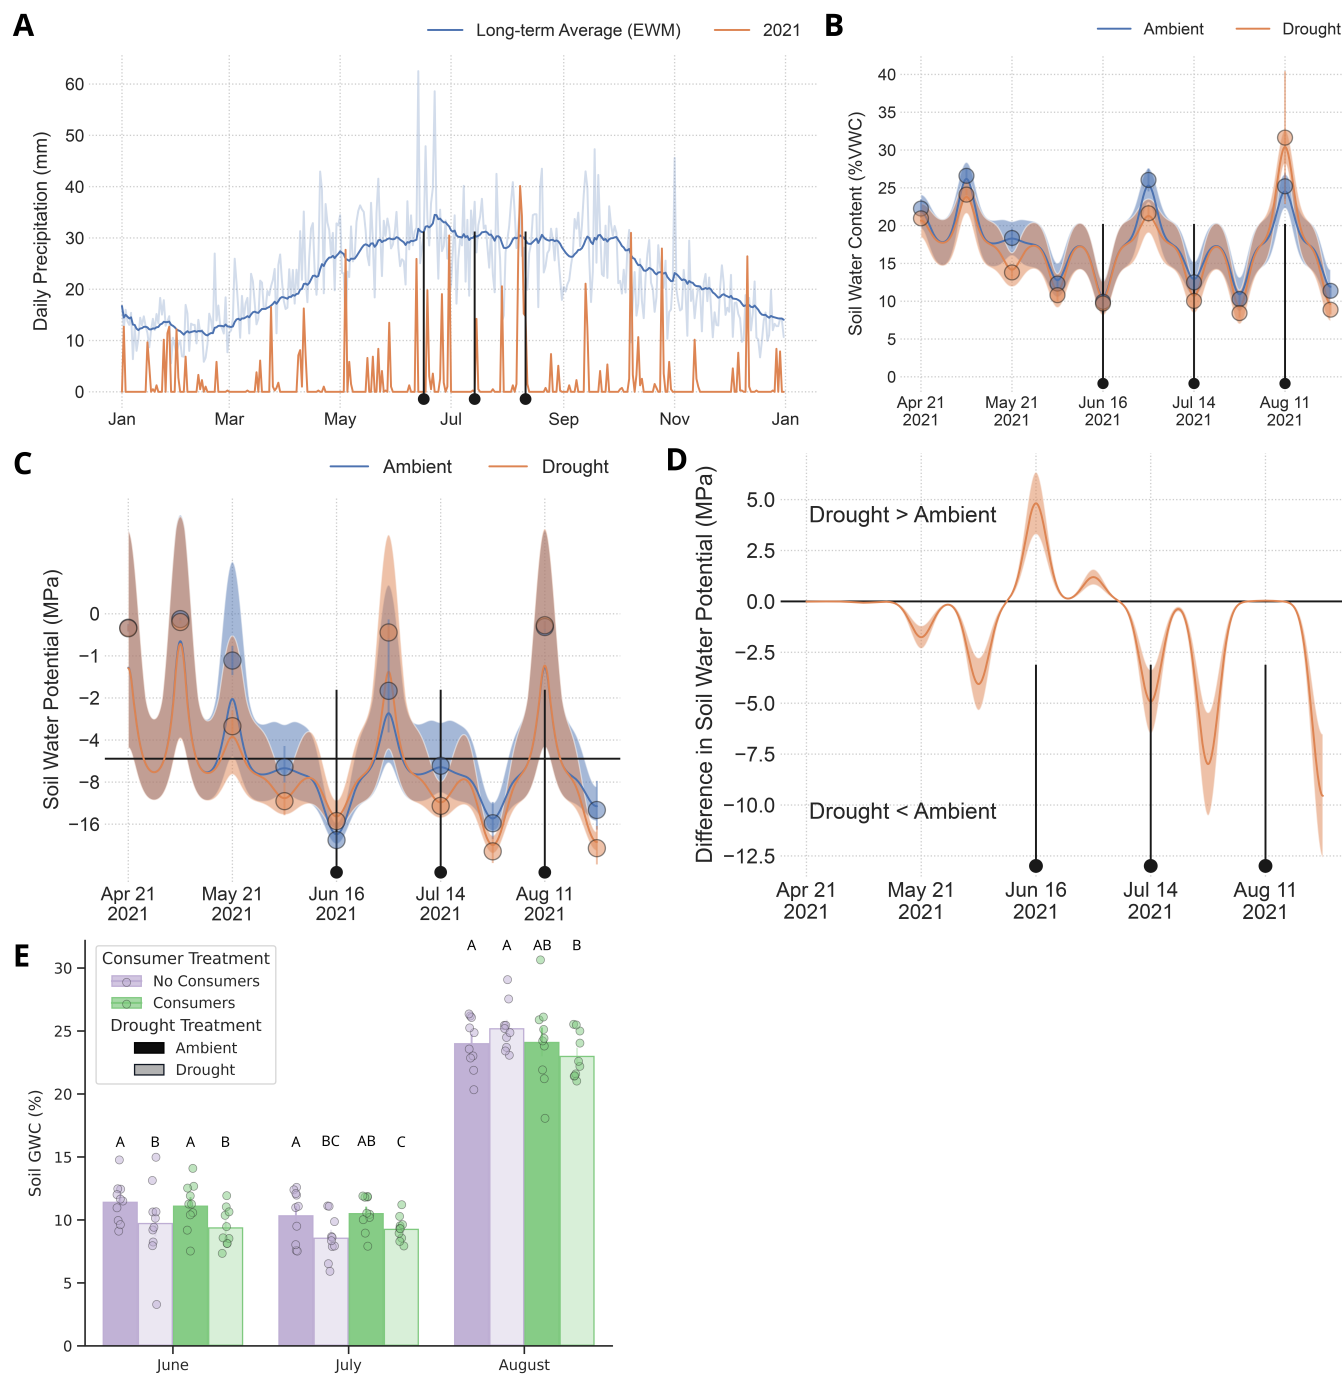 A
Long-term Average (EWM)
2021
Daily Precipitation (mm)
60
50
40
30
20
10
0
Jan
Mar
May
Jul
Sep
Nov
Jan
B
Ambient
Drought
Soil Water Content (%VWC)
40
35
30
25
20
15
10
5
0
Apr 21
2021
May 21
2021
Jun 16
2021
Jul 14
2021
Aug 11
2021
C
Ambient
Drought
Soil Water Potential (MPa)
0
−1
−2
−4
−8
−16
Apr 21
2021
May 21
2021
Jun 16
2021
Jul 14
2021
Aug 11
2021
D
Difference in Soil Water Potential (MPa)
5.0
2.5
0.0
−2.5
−5.0
−7.5
−10.0
−12.5
Drought > Ambient
Drought < Ambient
Apr 21
2021
May 21
2021
Jun 16
2021
Jul 14
2021
Aug 11
2021
E
Consumer Treatment
No Consumers
Consumers
Drought Treatment
Ambient
Drought
Soil GWC (%)
30
25
20
15
10
5
0
A B A B
A BC AB C
A A AB B
June
July
August